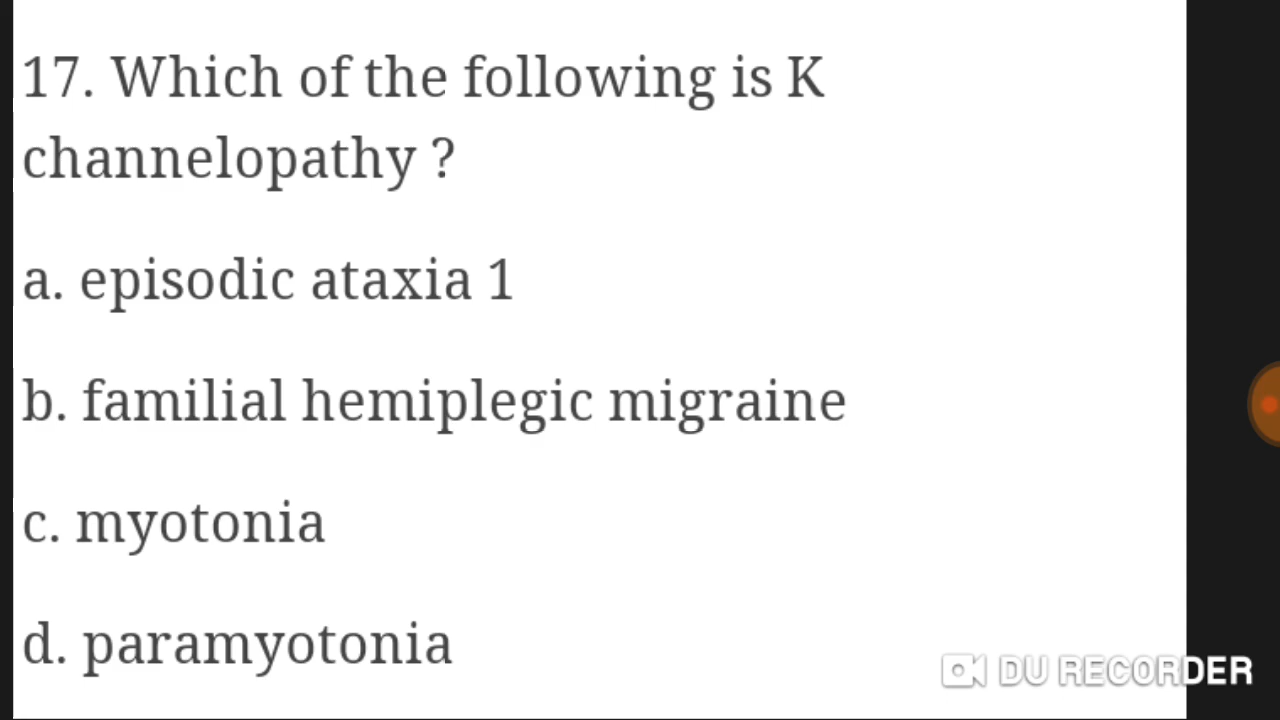 17. Which of the following is K
channelopathy ?
a. episodic ataxia 1
b. familial hemiplegic migraine
c. myotonia
d. paramyotonia
DU RECORDER